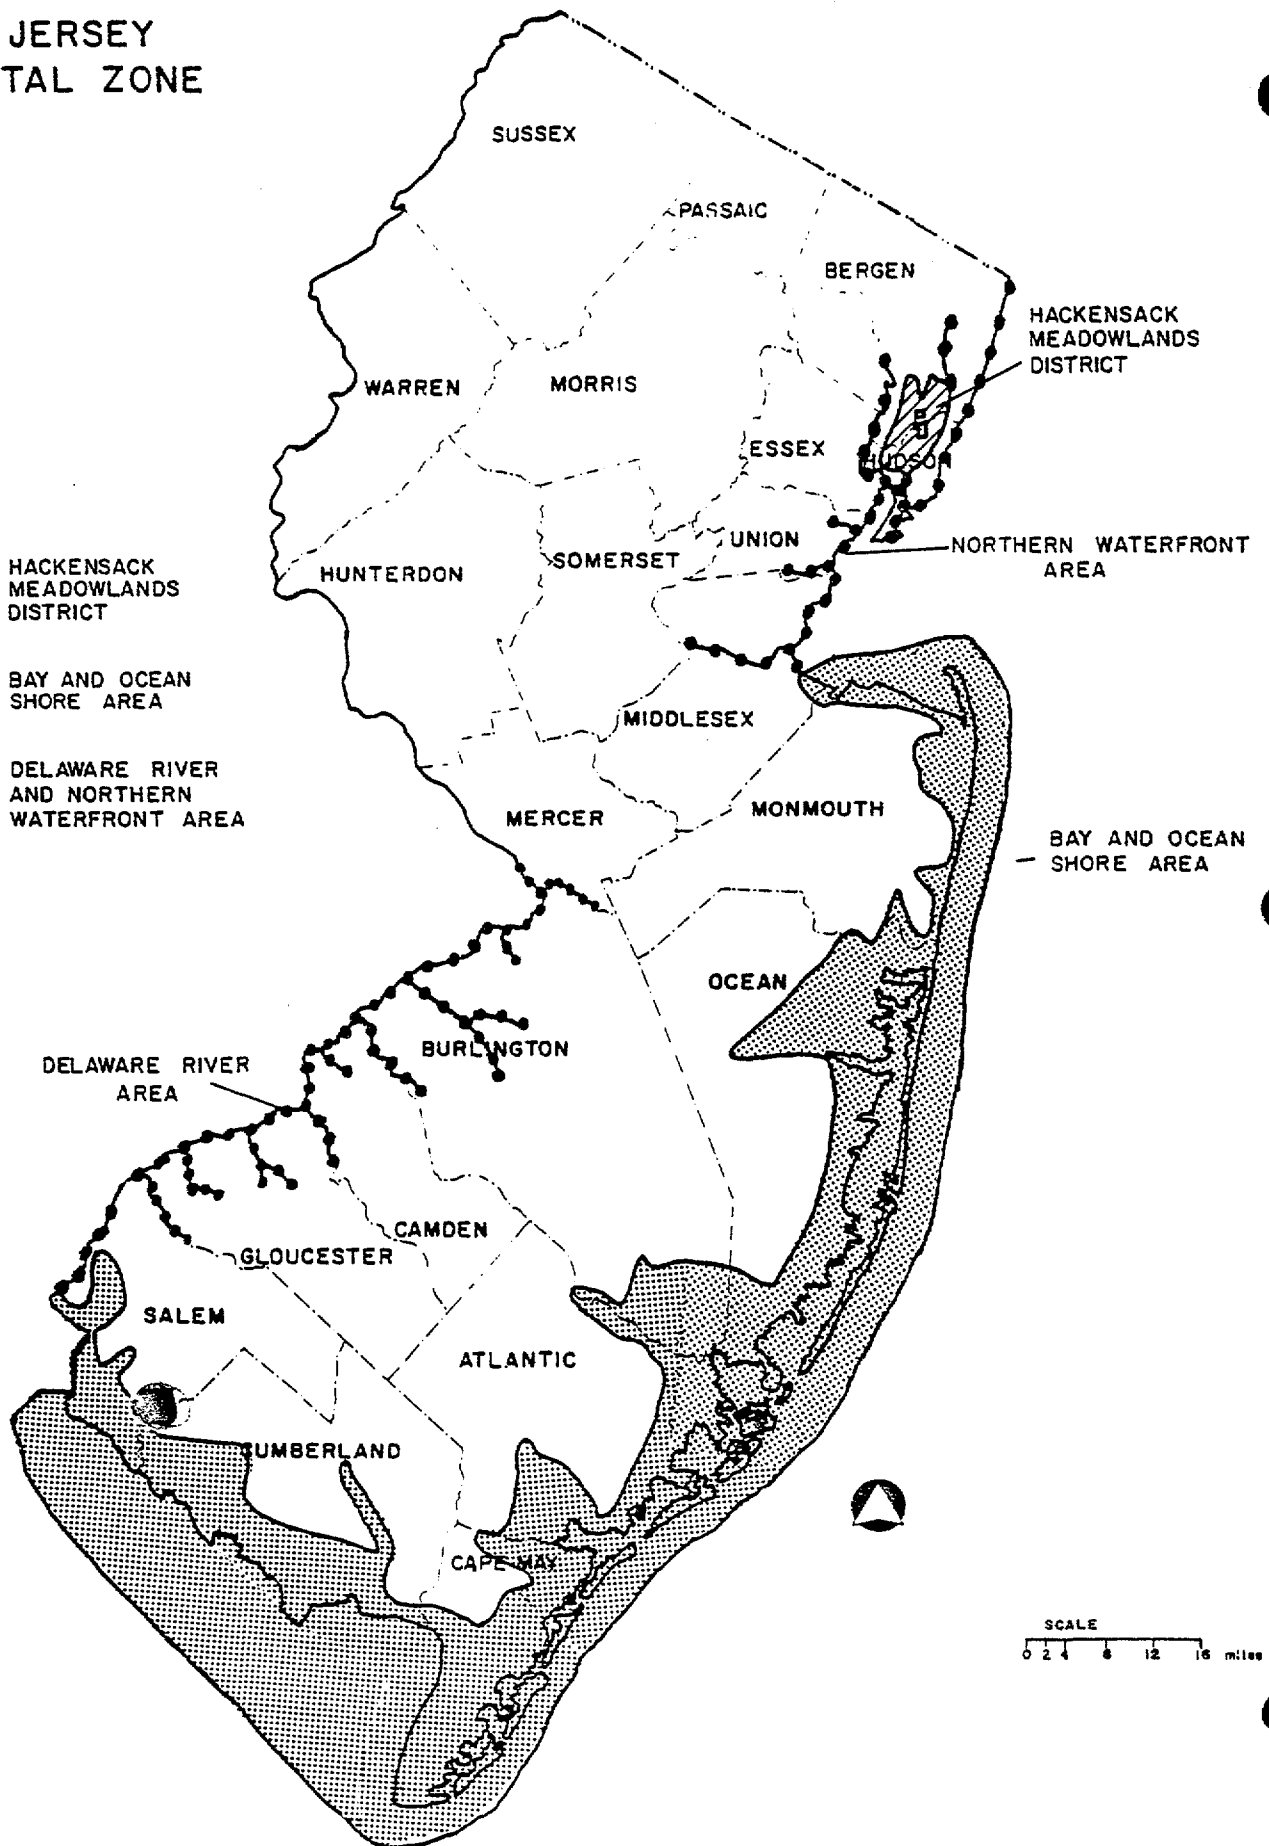 JERSEY
TAL ZONE
SUSSEX
PASSAIC
BERGEN
HACKENSACK
MEADOWLANDS
DISTRICT
WARREN
MORRIS
ESSEX
HUDSON
UNION
NORTHERN WATERFRONT
AREA
SOMERSET
HUNTERDON
HACKENSACK
MEADOWLANDS
DISTRICT
BAY AND OCEAN
SHORE AREA
MIDDLESEX
DELAWARE RIVER
AND NORTHERN
WATERFRONT AREA
MERCER
MONMOUTH
BAY AND OCEAN
SHORE AREA
OCEAN
BURLINGTON
DELAWARE RIVER
AREA
CAMDEN
GLOUCESTER
SALEM
ATLANTIC
CUMBERLAND
CAPE MAY
SCALE
0 2 4 8 12 16 miles